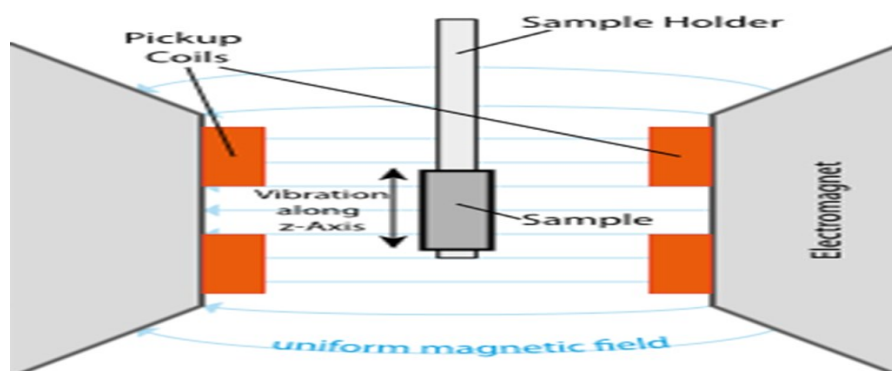 Sample Holder
Pickup
Coils
Vibration
along
z-Axis
Sample
Electromagnet
uniform magnetic field